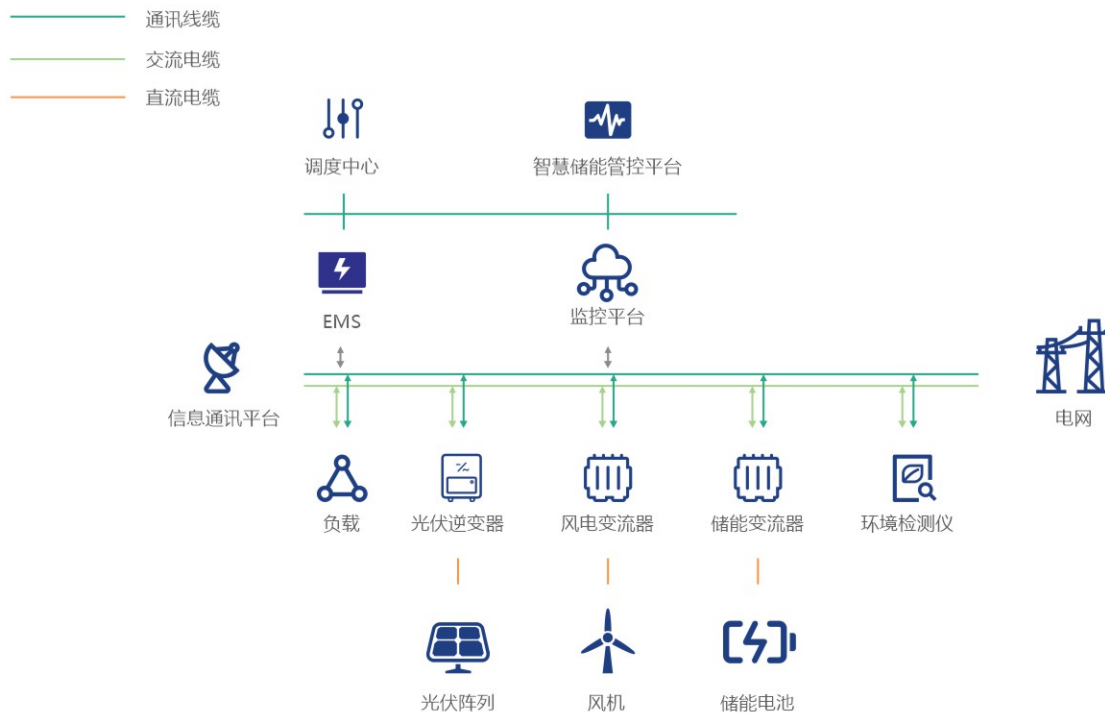 通讯线缆
交流电缆
直流电缆
调度中心
智慧储能管控平台
EMS
监控平台
信息通讯平台
电网
负载
光伏逆变器
风电变流器
储能变流器
环境检测仪
光伏阵列
风机
储能电池